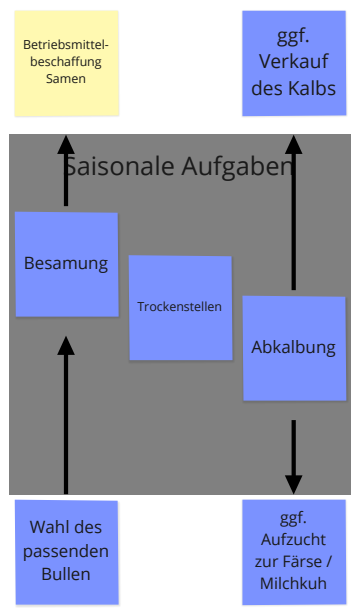 Betriebsmittel-
beschaffung
Samen
ggf.
Verkauf
des Kalbs
Saisonale Aufgaben
Besamung
Trockenstellen
Abkalbung
Wahl des
passenden
Bullen
ggf.
Aufzucht
zur Färse /
Milchkuh